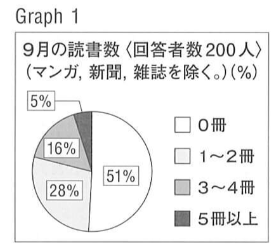 Graph 1
9月の読書数〈回答者数200人〉
(マンガ, 新聞, 雑誌を除く。)(%)
5%
16%
28%
51%
0冊
1～2冊
3～4冊
5冊以上